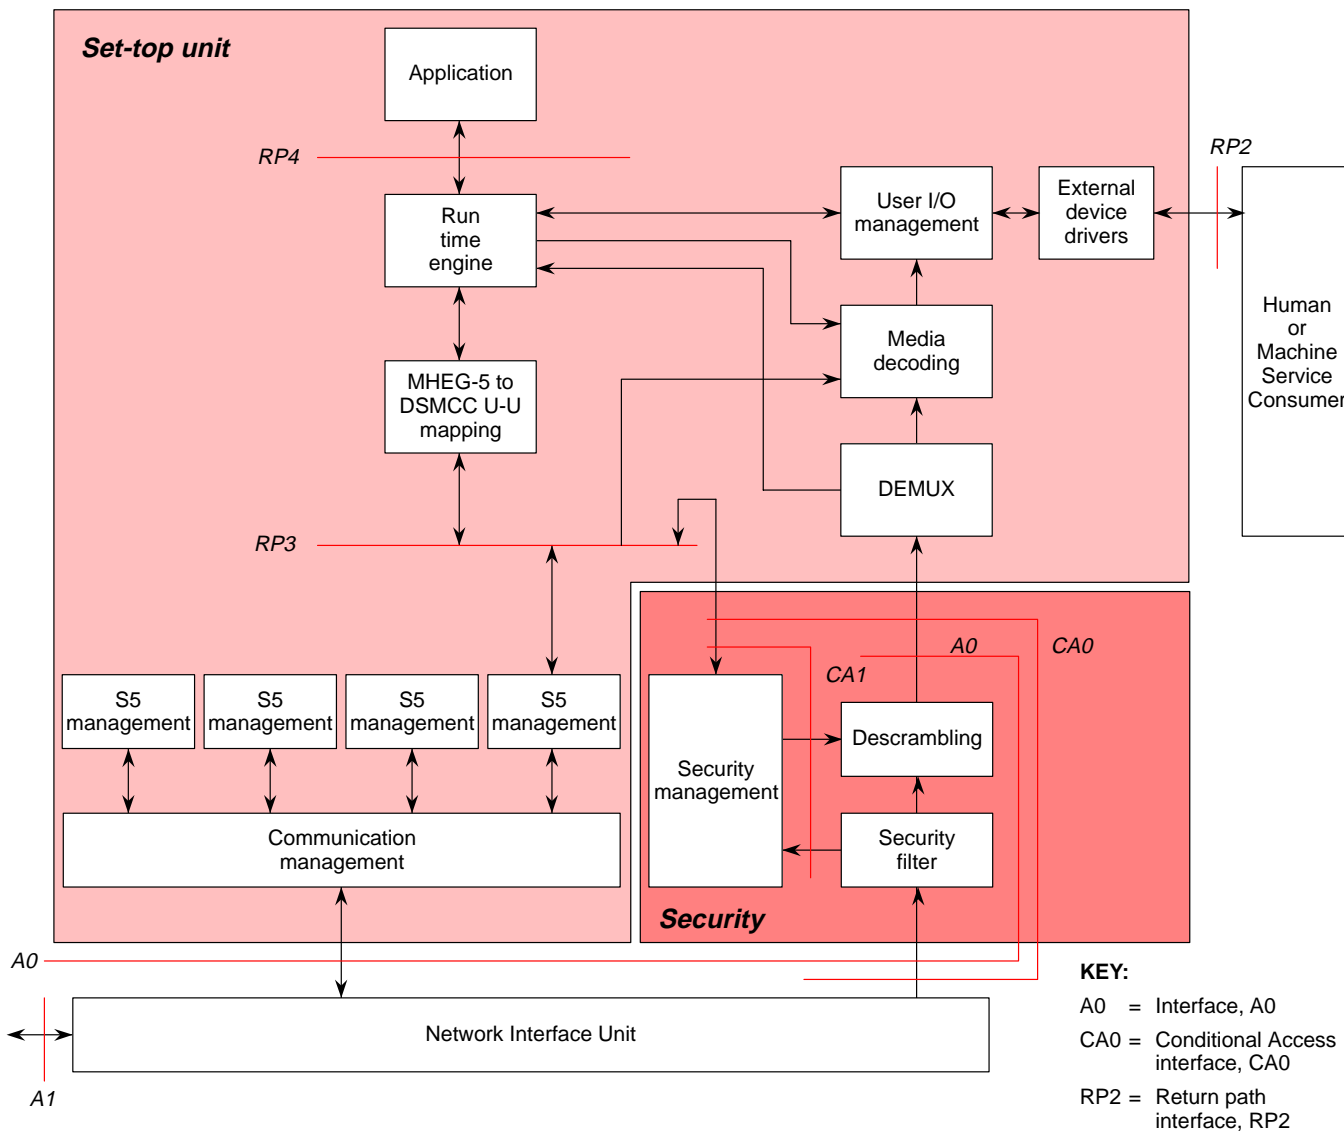 Set-top unit
Application
RP4
RP2
Run
time
engine
User I/O
management
External
device
drivers
Human
or
Machine
Service
Consumer
Media
decoding
MHEG-5 to
DSMCC U-U
mapping
DEMUX
RP3
A0
CA0
CA1
S5
management
S5
management
S5
management
S5
management
Security
management
Descrambling
Communication
management
Security
filter
Security
A0
KEY:
A0 = Interface, A0
CA0 = Conditional Access
interface, CA0
RP2 = Return path
interface, RP2
Network Interface Unit
A1